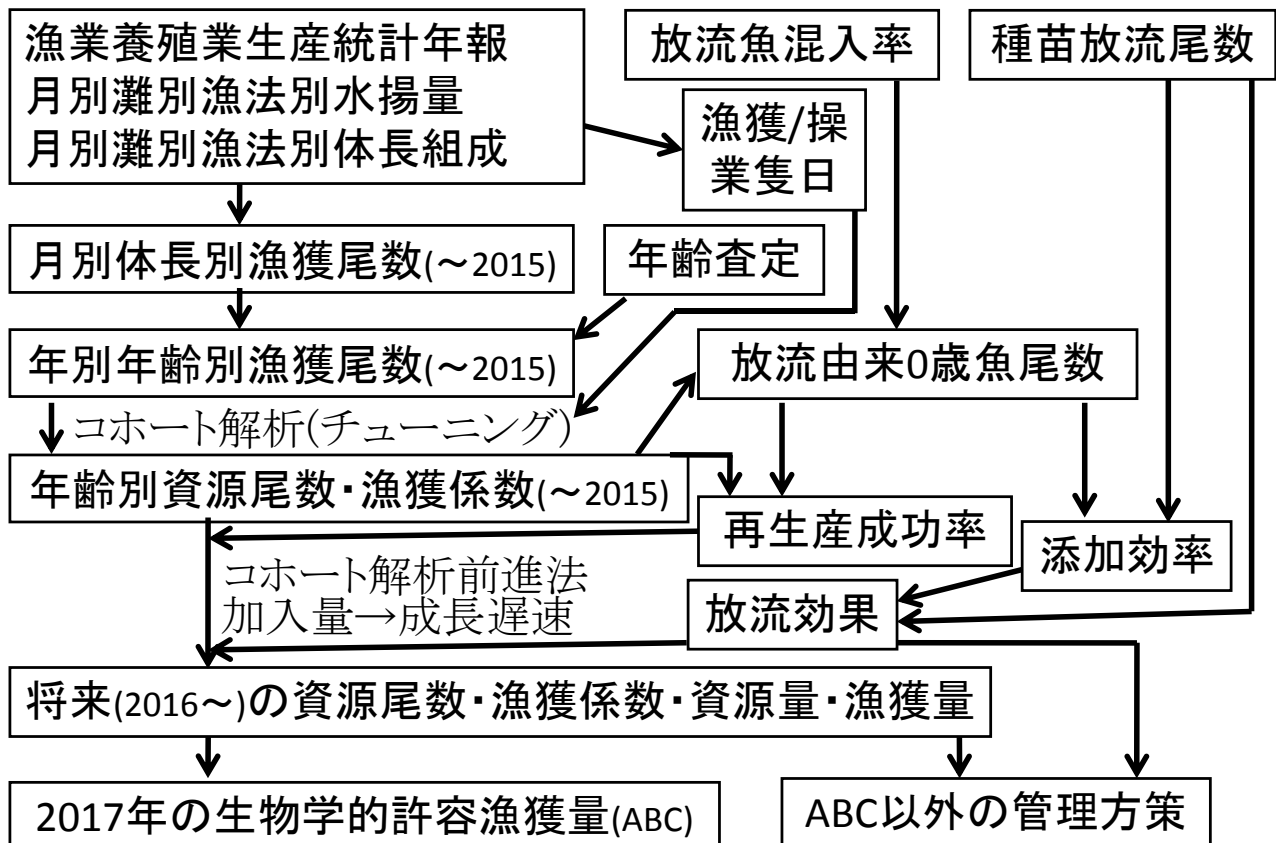 漁業養殖業生産統計年報
月別灘別漁法別水揚量
月別灘別漁法別体長組成
放流魚混入率
種苗放流尾数
漁獲/操
業隻日
月別体長別漁獲尾数(～2015)
年齢査定
年別年齢別漁獲尾数(～2015)
放流由来0歳魚尾数
コホート解析(チューニング)
年齢別資源尾数・漁獲係数(～2015)
再生産成功率
添加効率
コホート解析前進法
加入量→成長遅速
放流効果
将来(2016～)の資源尾数・漁獲係数・資源量・漁獲量
2017年の生物学的許容漁獲量(ABC)
ABC以外の管理方策